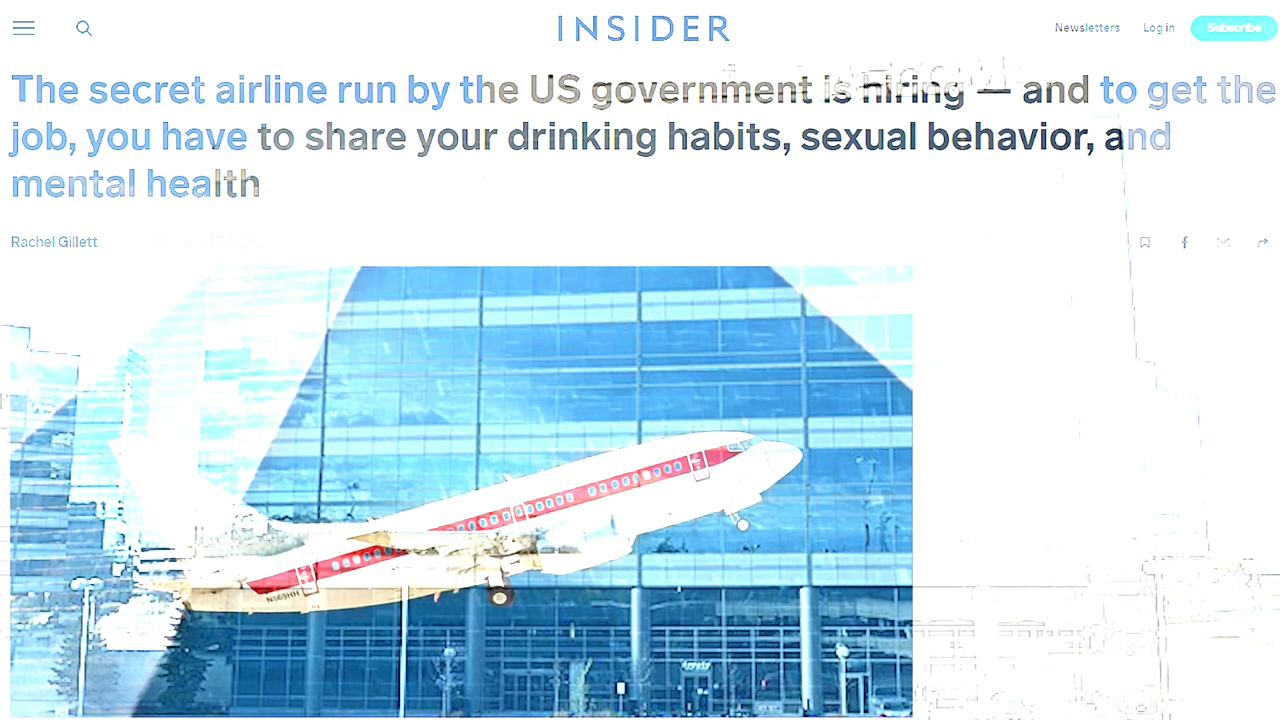 INSIDER
Newsletters
Log in
Subscribe
The secret airline run by the US government is hiring — and to get the
job, you have to share your drinking habits, sexual behavior, and
mental health
Rachel Gillett
N569HH